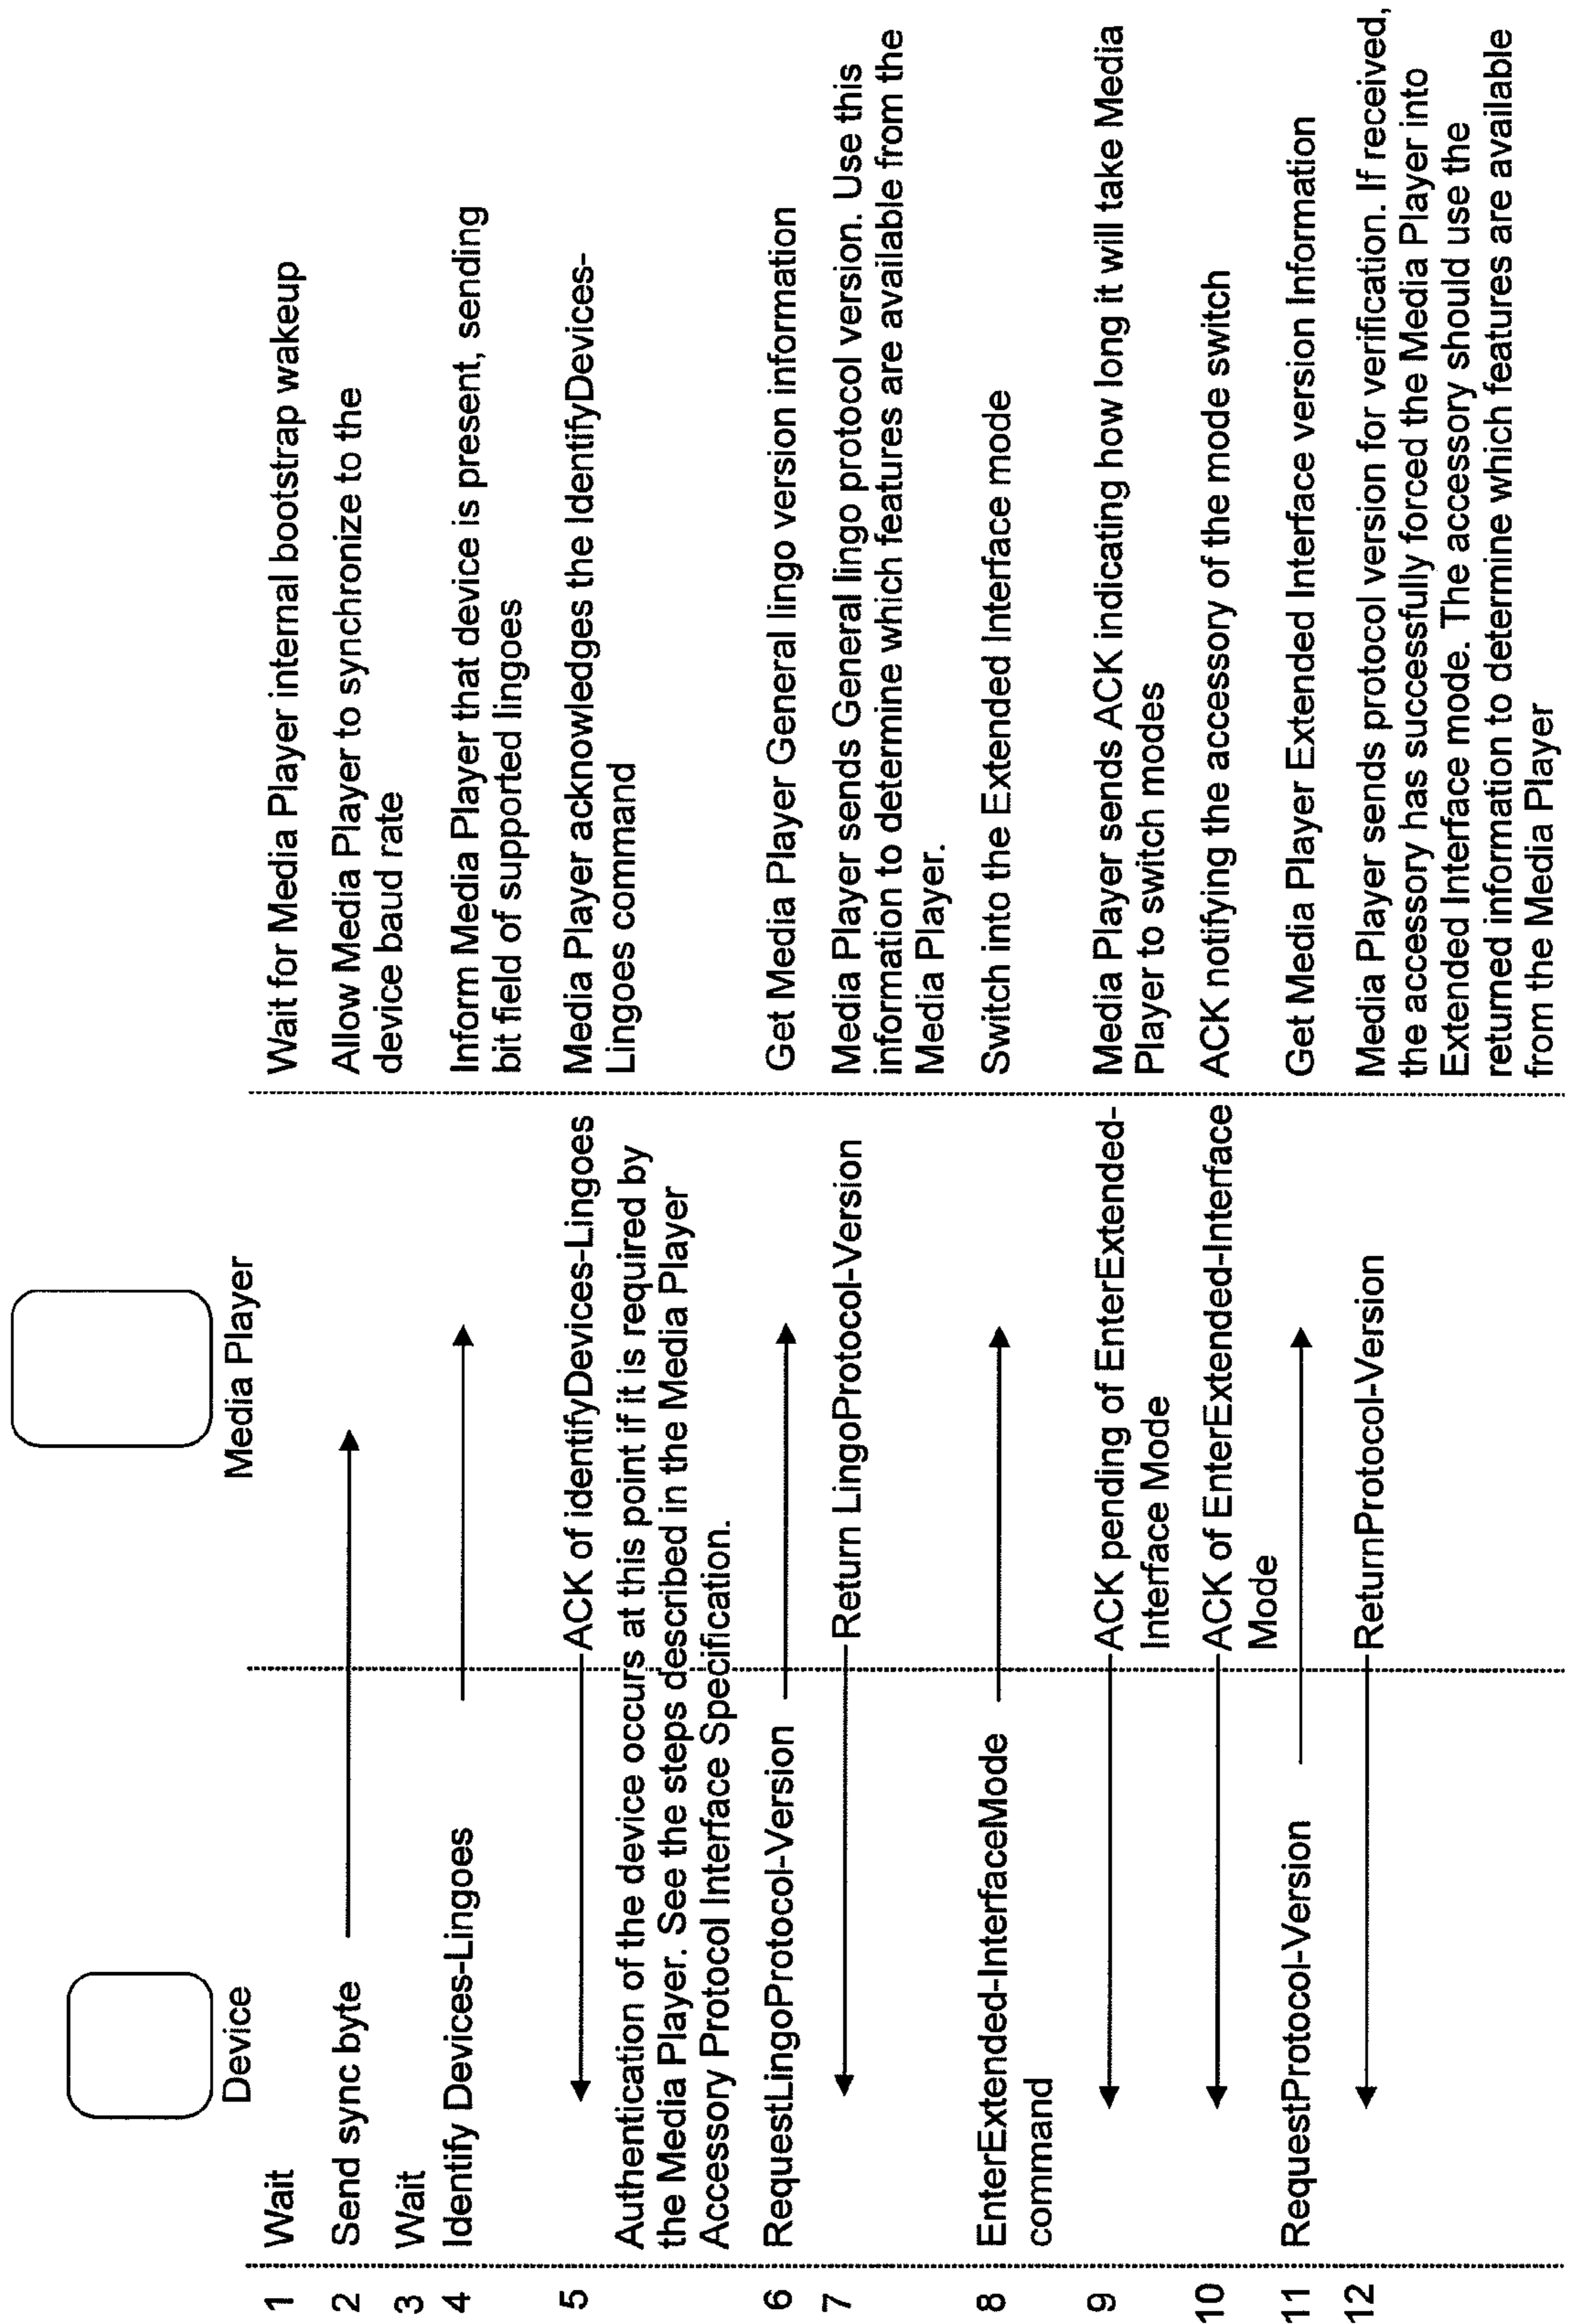 Device
Media Player
1
Wait
Wait for Media Player internal bootstrap wakeup
2
Send sync byte
Allow Media Player to synchronize to the
device baud rate
3
Wait
4
Identify Devices-Lingoes
Inform Media Player that device is present, sending
bit field of supported lingoes
5
ACK of identifyDevices-Lingoes
Media Player acknowledges the IdentifyDevices-
Lingoes command
Authentication of the device occurs at this point if it is required by
the Media Player. See the steps described in the Media Player
Accessory Protocol Interface Specification.
6
RequestLingoProtocol-Version
Get Media Player General lingo version information
7
Return LingoProtocol-Version
Media Player sends General lingo protocol version. Use this
information to determine which features are available from the
Media Player.
8
EnterExtended-InterfaceMode
command
Switch into the Extended Interface mode
9
ACK pending of EnterExtended-
Interface Mode
Media Player sends ACK indicating how long it will take Media
Player to switch modes
10
ACK of EnterExtended-Interface
Mode
ACK notifying the accessory of the mode switch
11
RequestProtocol-Version
Get Media Player Extended Interface version Information
12
ReturnProtocol-Version
Media Player sends protocol version for verification. If received,
the accessory has successfully forced the Media Player into
Extended Interface mode. The accessory should use the
returned information to determine which features are available
from the Media Player